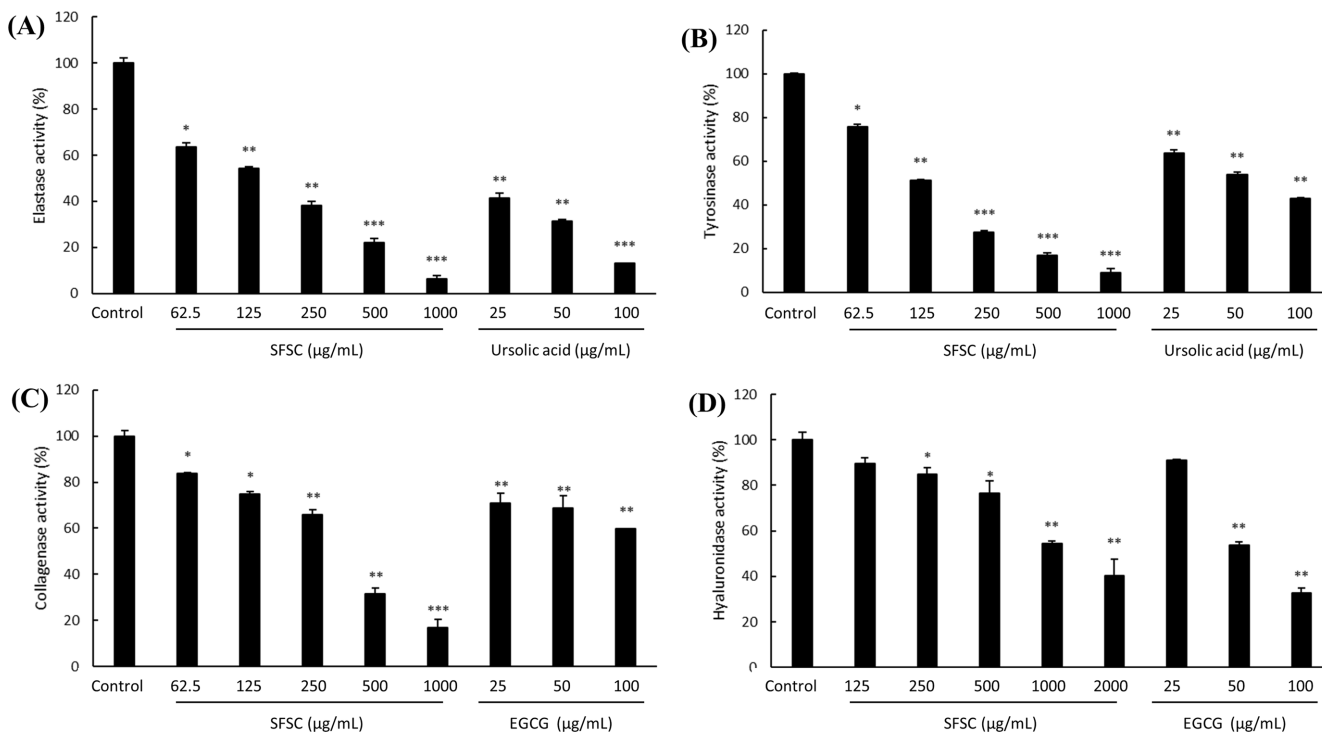 (A)
Elastase activity (%)
120
100
80
60
40
20
0
* ** ** *** *** ** ** ***
Control 62.5 125 250 500 1000 25 50 100
SFSC (µg/mL) Ursolic acid (µg/mL)
(B)
Tyrosinase activity (%)
120
100
80
60
40
20
0
* ** *** *** *** ** ** **
Control 62.5 125 250 500 1000 25 50 100
SFSC (µg/mL) Ursolic acid (µg/mL)
(C)
Collagenase activity (%)
120
100
80
60
40
20
0
* * ** ** *** ** ** **
Control 62.5 125 250 500 1000 25 50 100
SFSC (µg/mL) EGCG (µg/mL)
(D)
Hyaluronidase activity (%)
120
100
80
60
40
20
0
* * ** ** ** **
Control 125 250 500 1000 2000 25 50 100
SFSC (µg/mL) EGCG (µg/mL)